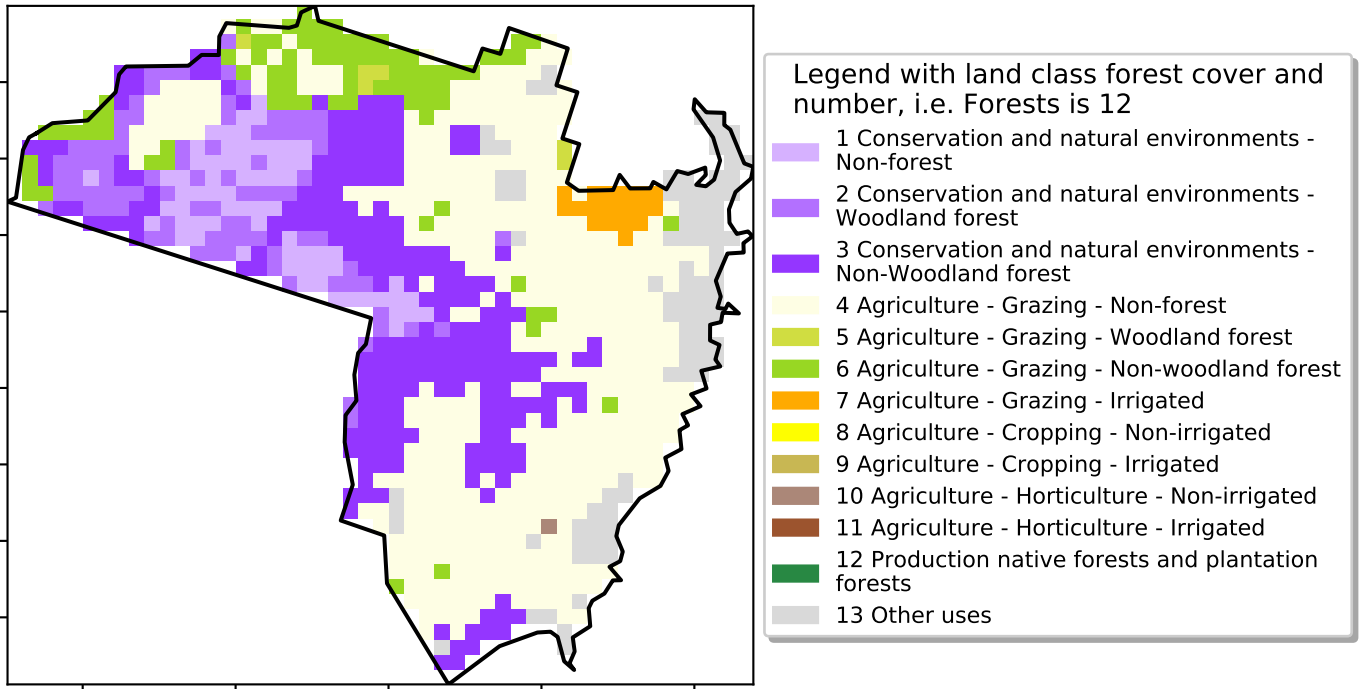 Legend with land class forest cover and
number, i.e. Forests is 12
1 Conservation and natural environments -
Non-forest
2 Conservation and natural environments -
Woodland forest
3 Conservation and natural environments -
Non-Woodland forest
4 Agriculture - Grazing - Non-forest
5 Agriculture - Grazing - Woodland forest
6 Agriculture - Grazing - Non-woodland forest
7 Agriculture - Grazing - Irrigated
8 Agriculture - Cropping - Non-irrigated
9 Agriculture - Cropping - Irrigated
10 Agriculture - Horticulture - Non-irrigated
11 Agriculture - Horticulture - Irrigated
12 Production native forests and plantation
forests
13 Other uses